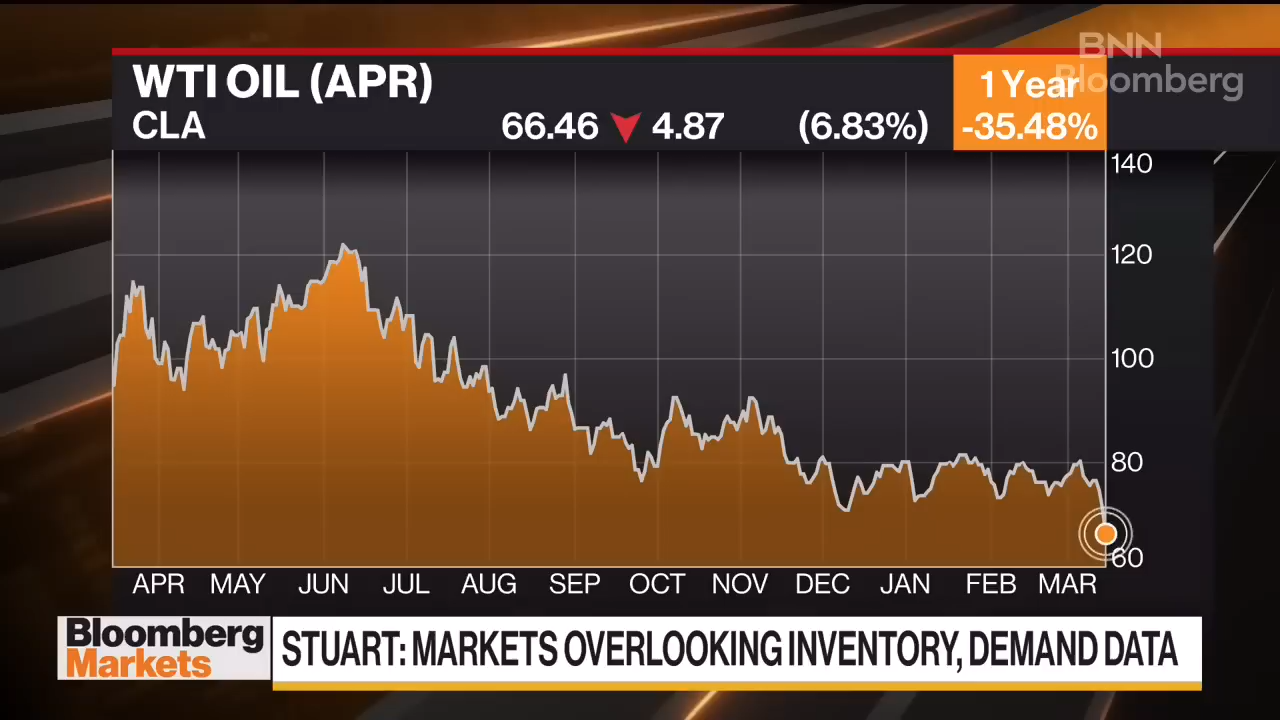 BNN
Bloomberg
WTI OIL (APR)
CLA
66.46 ▼ 4.87 (6.83%)
1 Year
-35.48%
140
120
100
80
60
APR MAY JUN JUL AUG SEP OCT NOV DEC JAN FEB MAR
Bloomberg
Markets
STUART: MARKETS OVERLOOKING INVENTORY, DEMAND DATA